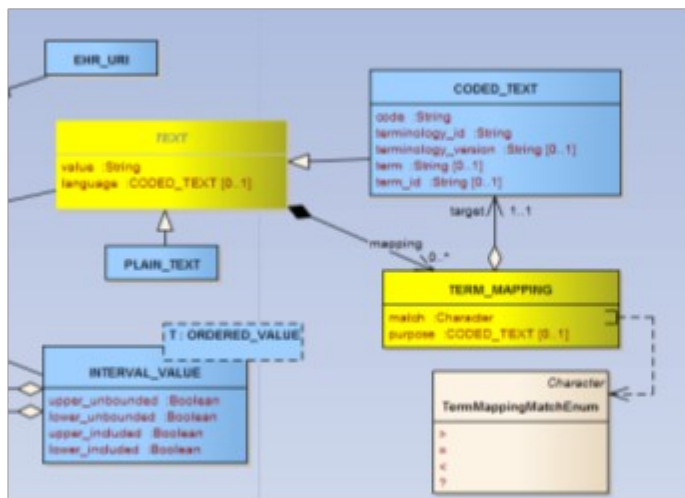 EHR_URI
CODED_TEXT
code :String
terminology_id :String
terminology_version :String [0..1]
term :String [0..1]
term_id :String [0..1]
TEXT
value :String
language :CODED_TEXT [0..1]
target
1..1
mapping
0..*
PLAIN_TEXT
TERM_MAPPING
match :Character
purpose :CODED_TEXT [0..1]
T : ORDERED_VALUE
INTERVAL_VALUE
upper_unbounded :Boolean
lower_unbounded :Boolean
upper_included :Boolean
lower_included :Boolean
Character
TermMappingMatchEnum
>
=
<
?